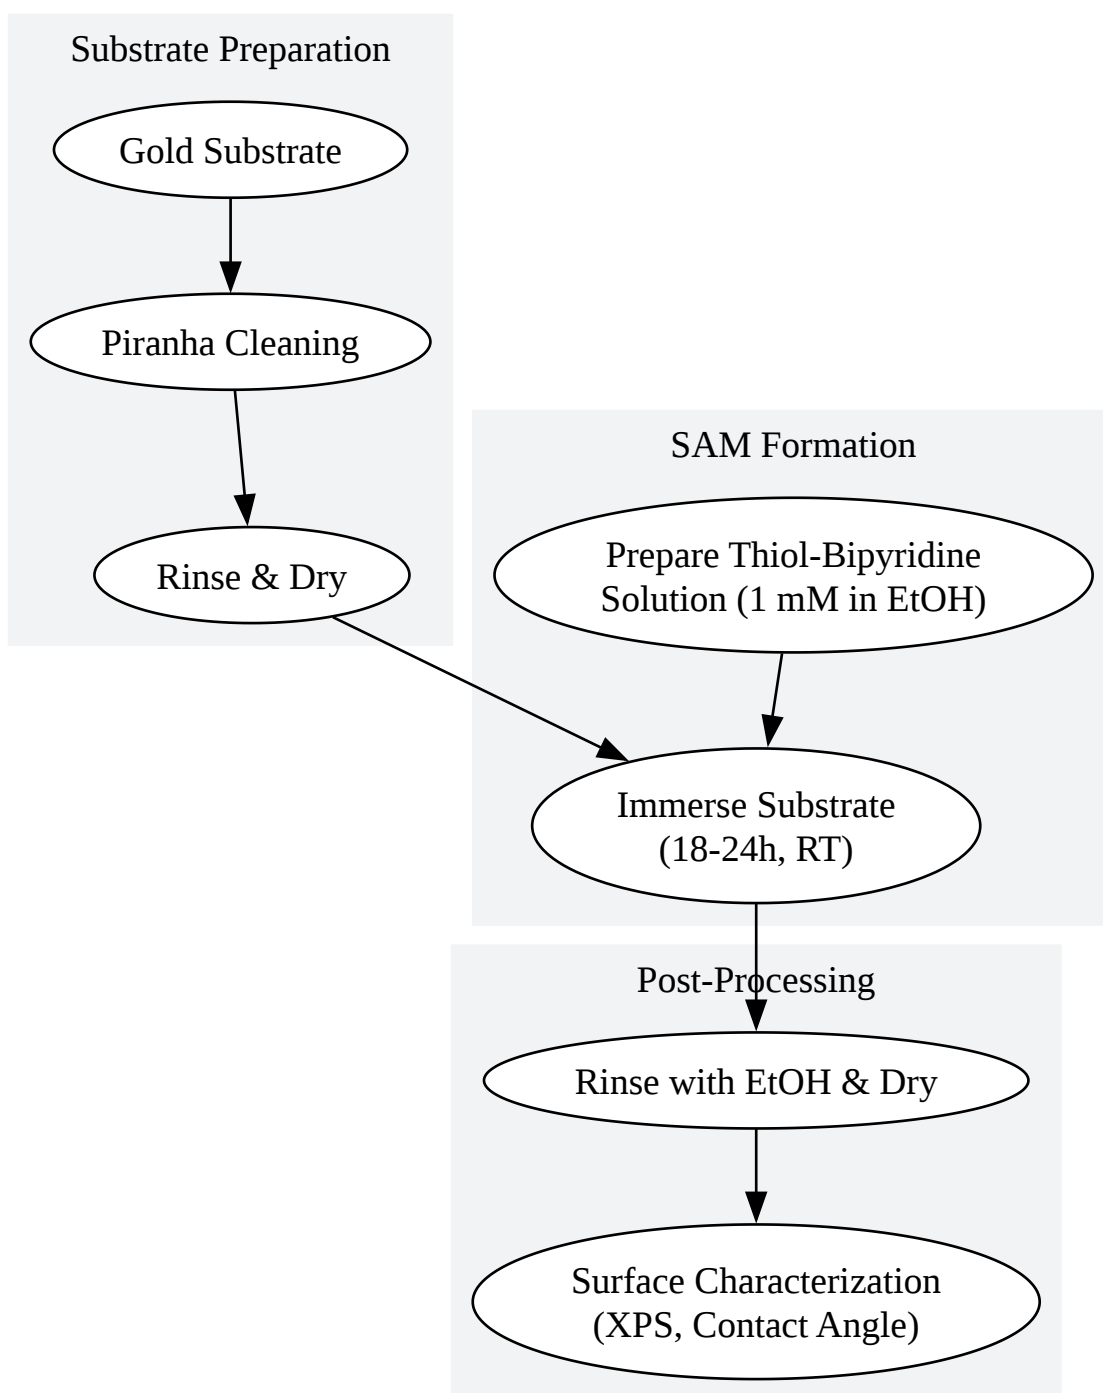 Substrate Preparation
Gold Substrate
Piranha Cleaning
Rinse & Dry
SAM Formation
Prepare Thiol-Bipyridine
Solution (1 mM in EtOH)
Immerse Substrate
(18-24h, RT)
Post-Processing
Rinse with EtOH & Dry
Surface Characterization
(XPS, Contact Angle)